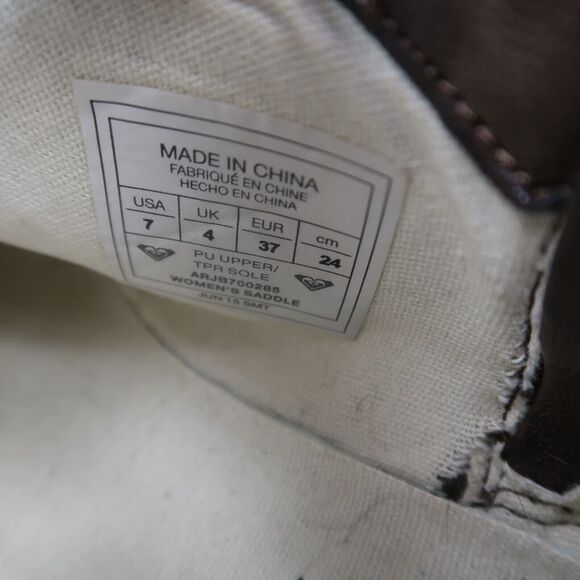 MADE IN CHINA
FABRIQUÉ EN CHINE
HECHO EN CHINA
USA UK EUR cm
7 4 37 24
PU UPPER/
TPR SOLE
ARJB700285
WOMEN'S SADDLE
JUN 15 SMT